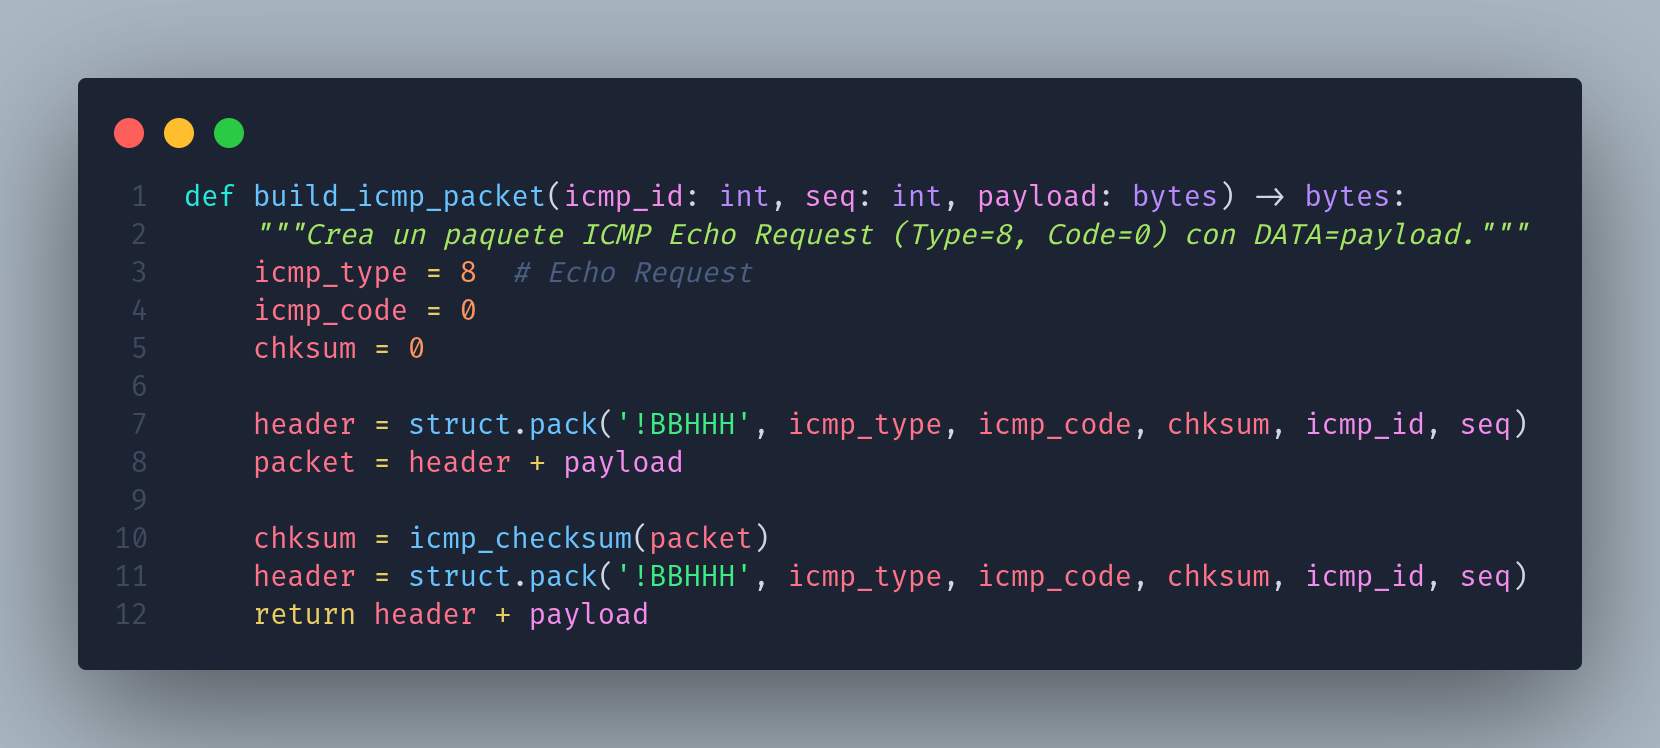 1 def build_icmp_packet(icmp_id: int, seq: int, payload: bytes) -> bytes:
2     """Crea un paquete ICMP Echo Request (Type=8, Code=0) con DATA=payload."""
3     icmp_type = 8  # Echo Request
4     icmp_code = 0
5     chksum = 0
6
7     header = struct.pack('!BBHHH', icmp_type, icmp_code, chksum, icmp_id, seq)
8     packet = header + payload
9
10     chksum = icmp_checksum(packet)
11     header = struct.pack('!BBHHH', icmp_type, icmp_code, chksum, icmp_id, seq)
12     return header + payload